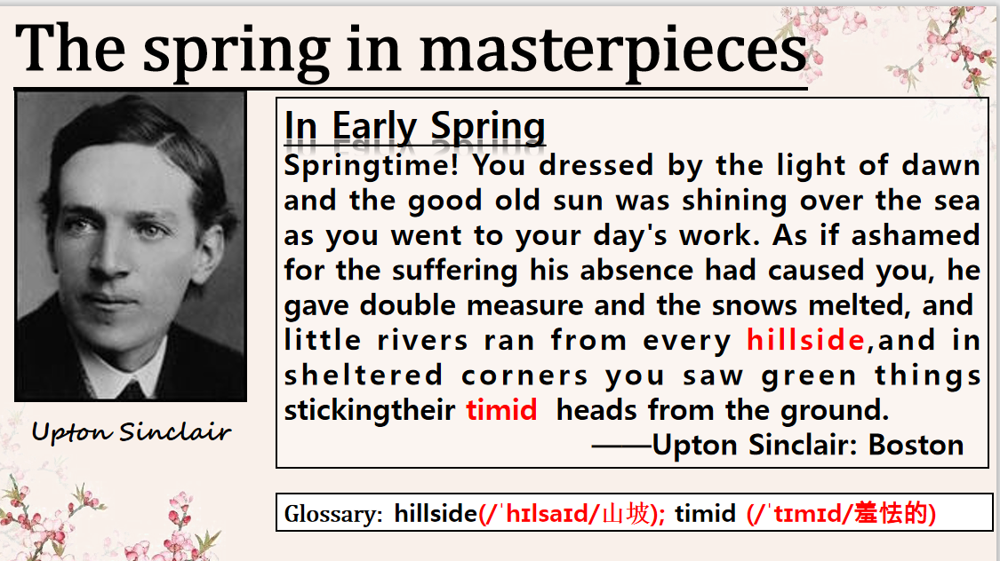 The spring in masterpieces
In Early Spring
Springtime! You dressed by the light of dawn
and the good old sun was shining over the sea
as you went to your day's work. As if ashamed
for the suffering his absence had caused you, he
gave double measure and the snows melted, and
little rivers ran from every hillside,and in
sheltered corners you saw green things
stickingtheir timid heads from the ground.
——Upton Sinclair: Boston
Upton Sinclair
Glossary: hillside(/ˈhɪlsaɪd/山坡); timid (/ˈtɪmɪd/羞怯的)